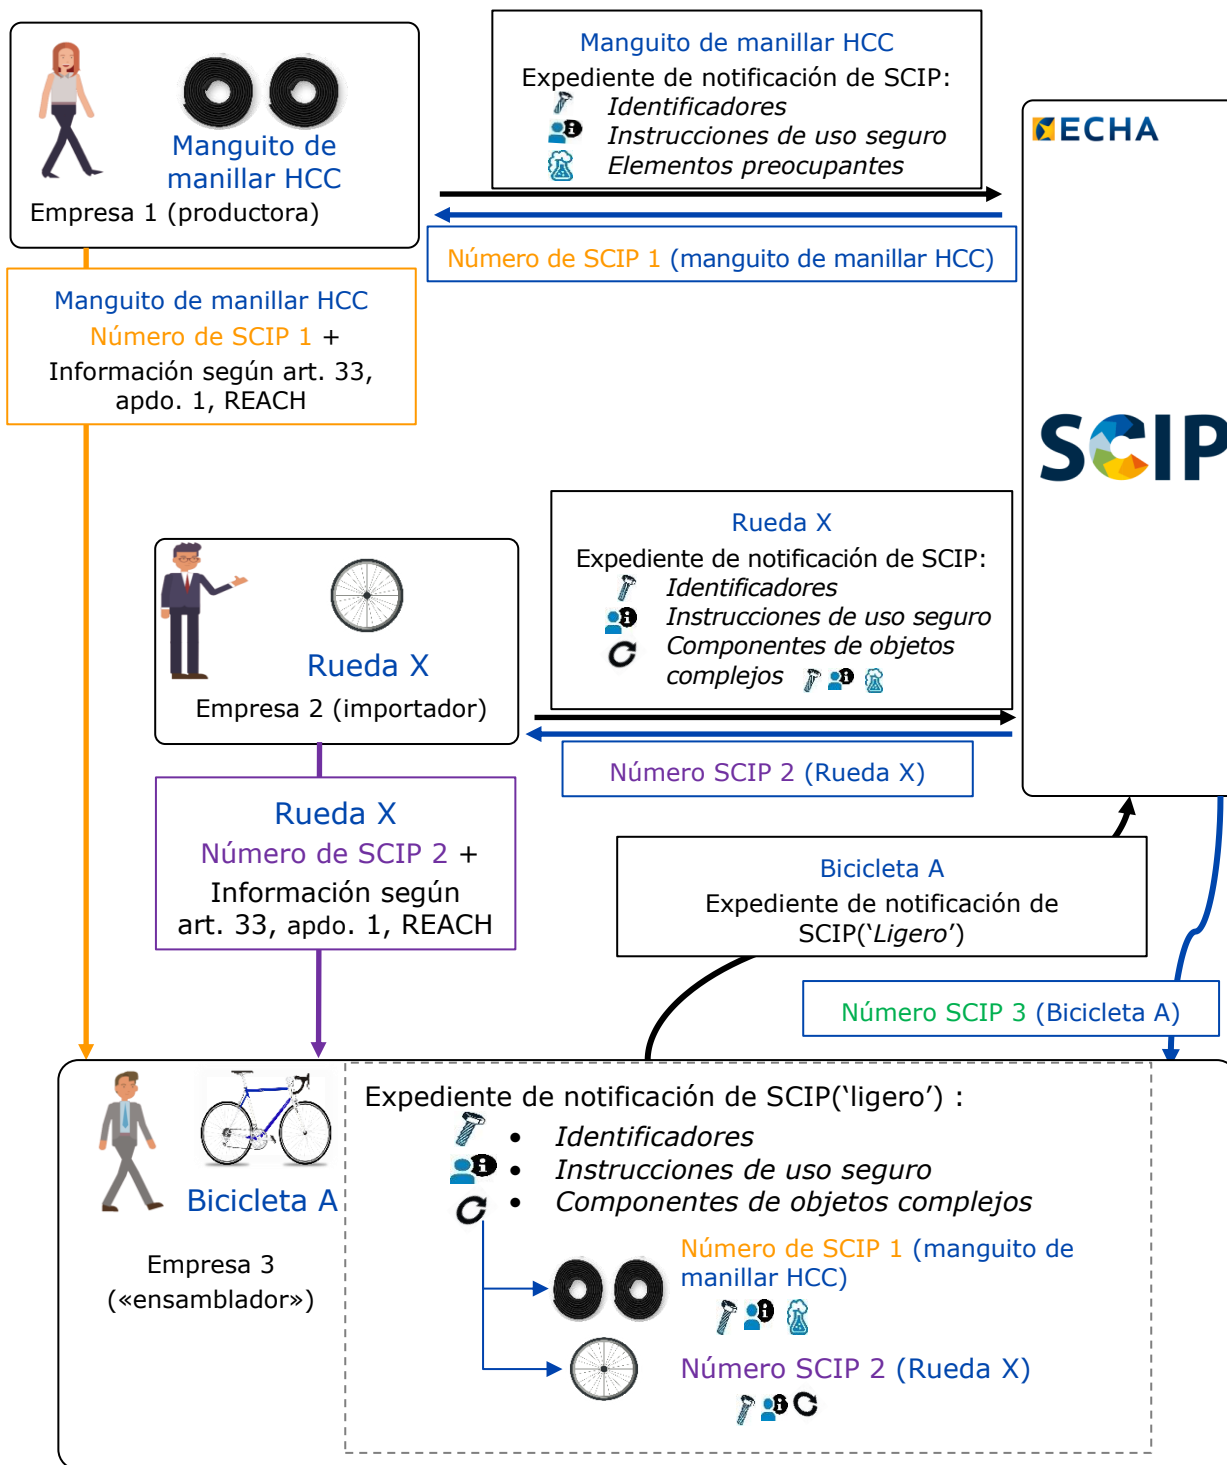 Manguito de
manillar HCC
Empresa 1 (productora)
Manguito de manillar HCC
Expediente de notificación de SCIP:
Identificadores
Instrucciones de uso seguro
Elementos preocupantes
ECHA
Número de SCIP 1 (manguito de manillar HCC)
Manguito de manillar HCC
Número de SCIP 1 +
Información según art. 33,
apdo. 1, REACH
SCIP
Rueda X
Expediente de notificación de SCIP:
Identificadores
Instrucciones de uso seguro
Componentes de objetos
complejos
Rueda X
Empresa 2 (importador)
Número SCIP 2 (Rueda X)
Rueda X
Número de SCIP 2 +
Información según
art. 33, apdo. 1, REACH
Bicicleta A
Expediente de notificación de
SCIP(‘Ligero’)
Número SCIP 3 (Bicicleta A)
Bicicleta A
Empresa 3
(«ensamblador»)
Expediente de notificación de SCIP(‘ligero’) :
• Identificadores
• Instrucciones de uso seguro
• Componentes de objetos complejos
Número de SCIP 1 (manguito de
manillar HCC)
Número SCIP 2 (Rueda X)